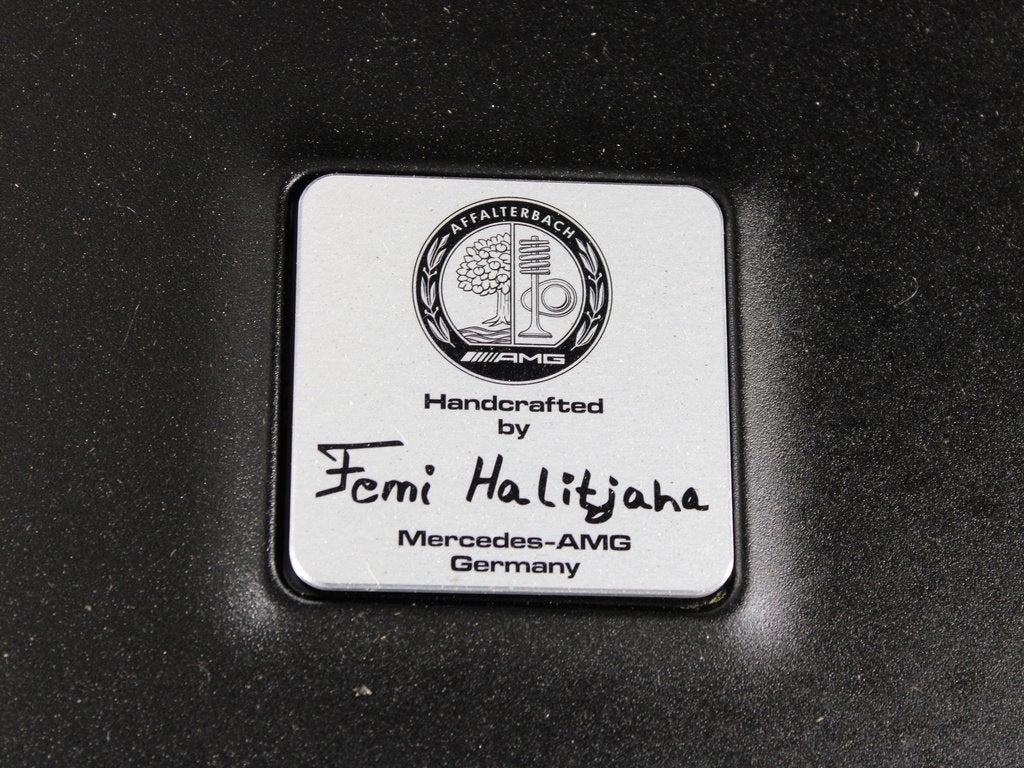 AFFALTERBACH
AMG
Handcrafted
by
Femi Halitjaha
Mercedes-AMG
Germany